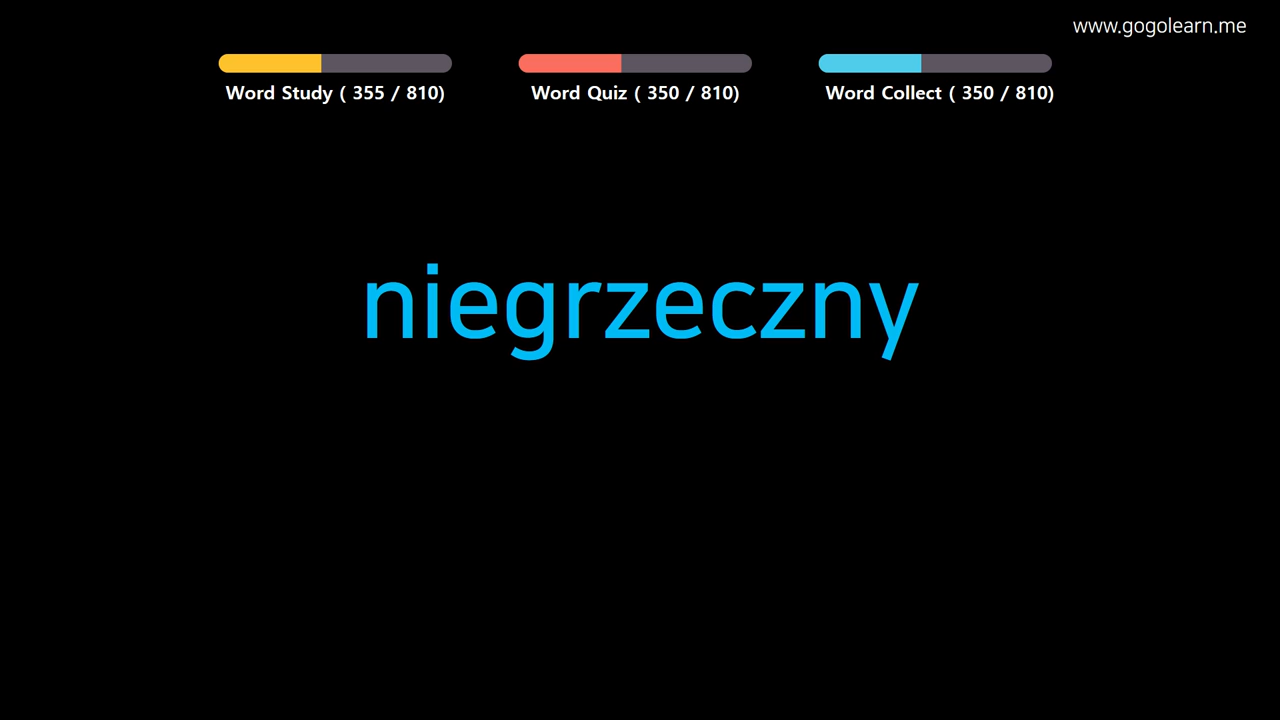 www.gogolearn.me
Word Study ( 355 / 810)
Word Quiz ( 350 / 810)
Word Collect ( 350 / 810)
niegrzeczny